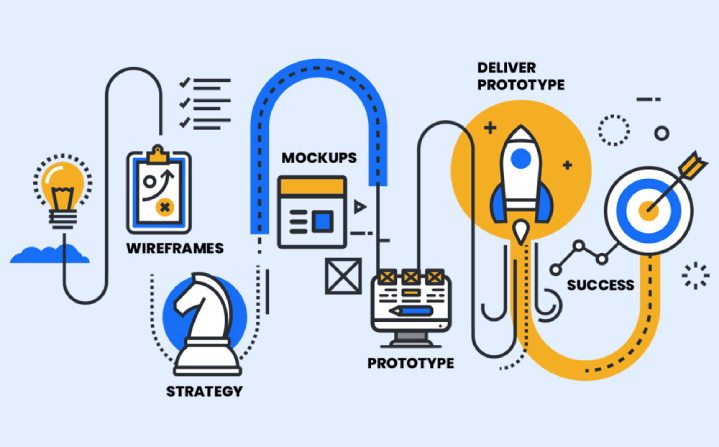 WIREFRAMES
STRATEGY
MOCKUPS
PROTOTYPE
DELIVER
PROTOTYPE
SUCCESS